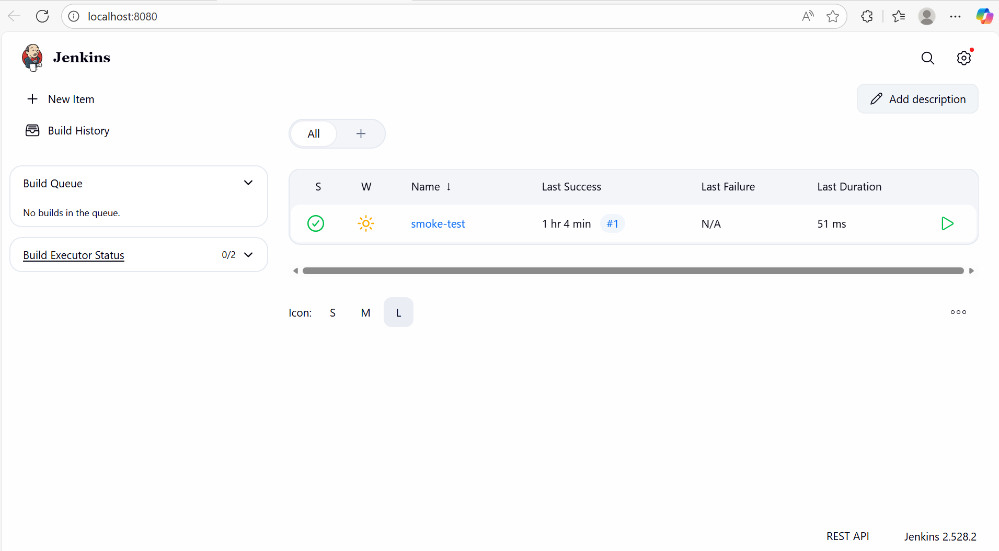 localhost:8080
Jenkins
New Item
Add description
Build History
All
Build Queue
No builds in the queue.
Build Executor Status 0/2
S W Name ↓ Last Success Last Failure Last Duration
smoke-test 1 hr 4 min #1 N/A 51 ms
Icon: S M L
REST API Jenkins 2.528.2